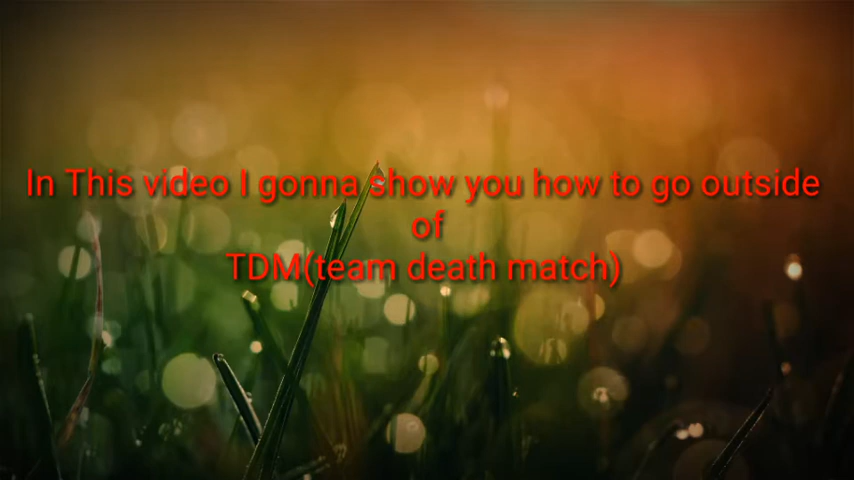 In This video I gonna show you how to go outside
of
TDM(team death match)